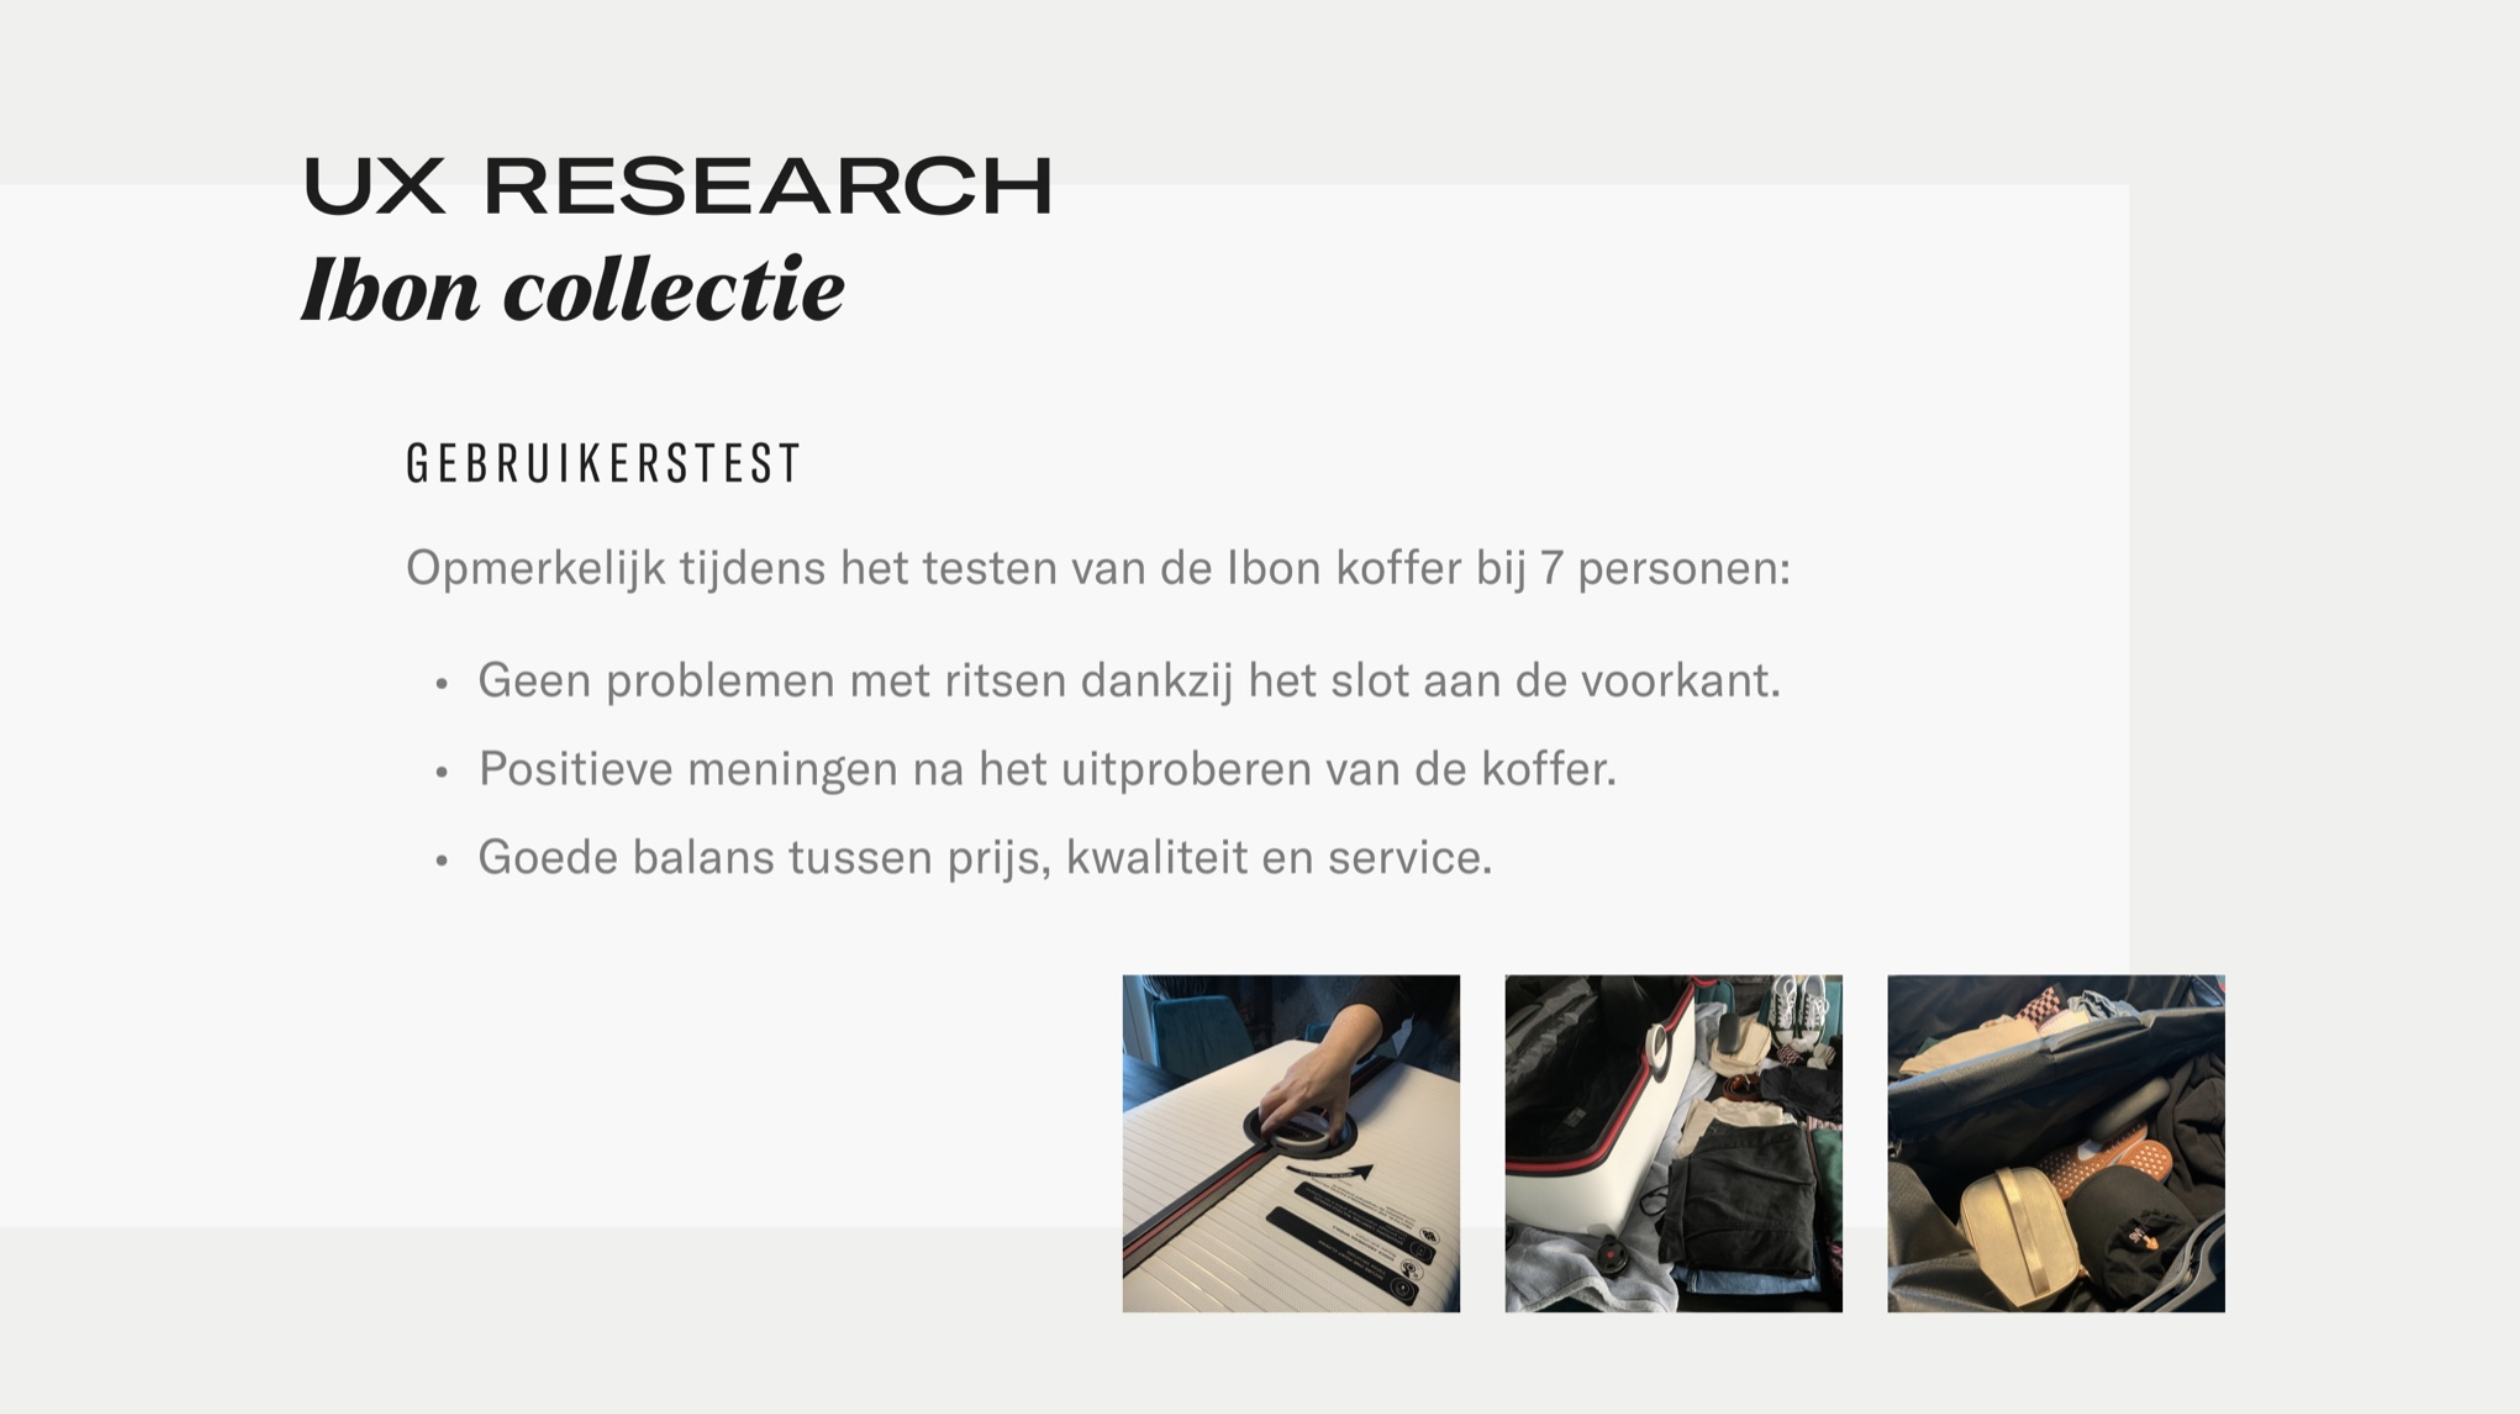 UX RESEARCH
Ibon collectie
GEBRUIKERSTEST
Opmerkelijk tijdens het testen van de Ibon koffer bij 7 personen:
• Geen problemen met ritsen dankzij het slot aan de voorkant.
• Positieve meningen na het uitproberen van de koffer.
• Goede balans tussen prijs, kwaliteit en service.